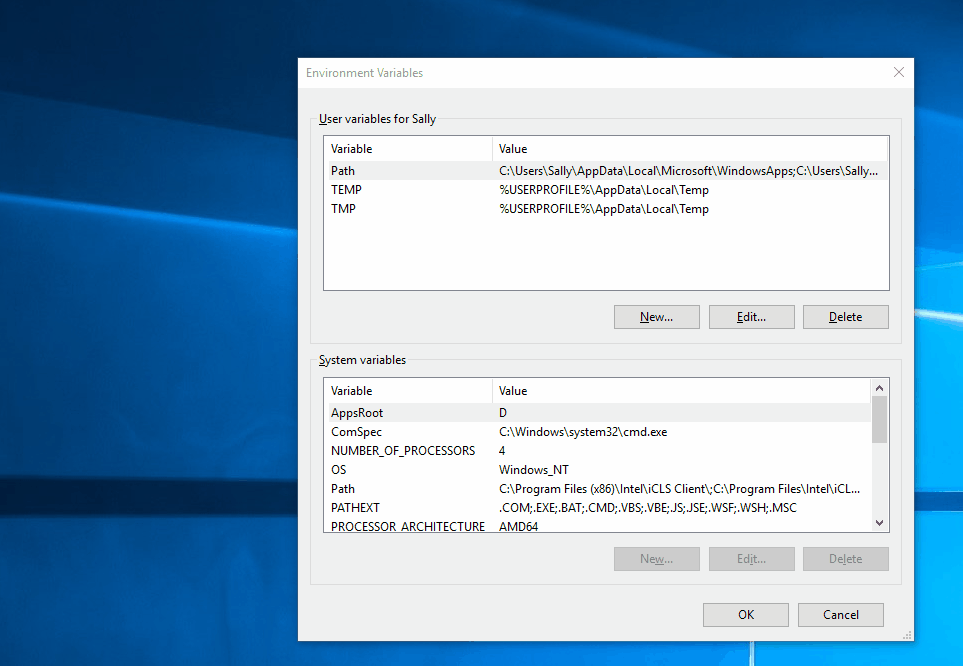 Environment Variables
User variables for Sally
Variable Value
Path C:\Users\Sally\AppData\Local\Microsoft\WindowsApps;C:\Users\Sally...
TEMP %USERPROFILE%\AppData\Local\Temp
TMP %USERPROFILE%\AppData\Local\Temp
New... Edit... Delete
System variables
Variable Value
AppsRoot D
ComSpec C:\Windows\system32\cmd.exe
NUMBER_OF_PROCESSORS 4
OS Windows_NT
Path C:\Program Files (x86)\Intel\iCLS Client\;C:\Program Files\Intel\iCL...
PATHEXT .COM;.EXE;.BAT;.CMD;.VBS;.VBE;.JS;.JSE;.WSF;.WSH;.MSC
PROCESSOR_ARCHITECTURE AMD64
New... Edit... Delete
OK Cancel